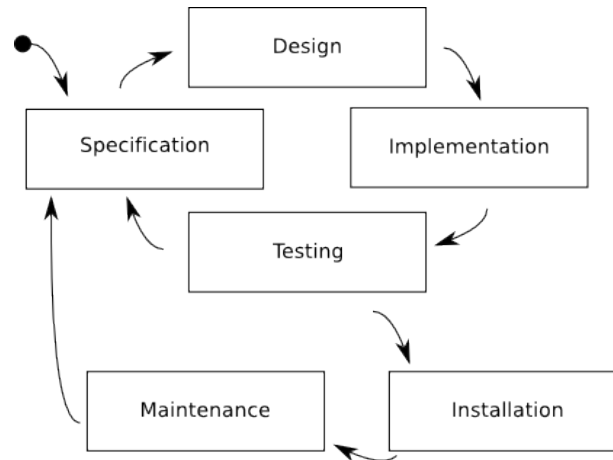 Design
Specification
Implementation
Testing
Maintenance
Installation